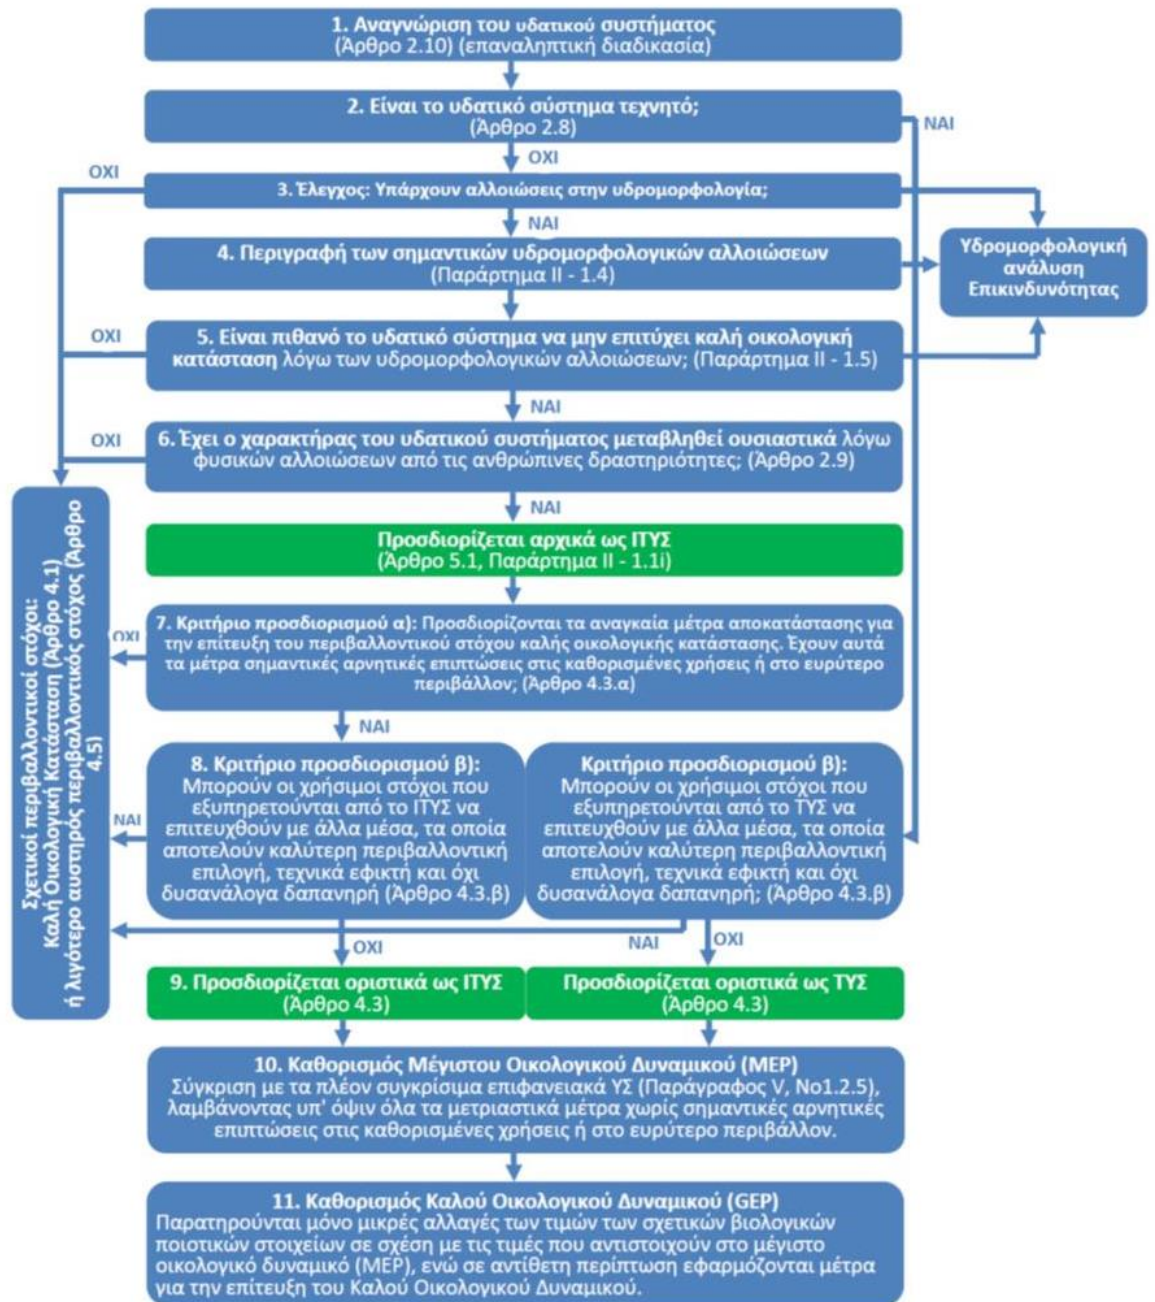 1. Αναγνώριση του υδατικού συστήματος
(Άρθρο 2.10) (επαναληπτική διαδικασία)
2. Είναι το υδατικό σύστημα τεχνητό;
(Άρθρο 2.8)
ΝΑΙ
ΟΧΙ
ΟΧΙ
3. Έλεγχος: Υπάρχουν αλλοιώσεις στην υδρομορφολογία;
ΝΑΙ
4. Περιγραφή των σημαντικών υδρομορφολογικών αλλοιώσεων
(Παράρτημα ΙΙ - 1.4)
Υδρομορφολογική
ανάλυση
Επικινδυνότητας
ΟΧΙ
5. Είναι πιθανό το υδατικό σύστημα να μην επιτύχει καλή οικολογική
κατάσταση λόγω των υδρομορφολογικών αλλοιώσεων; (Παράρτημα ΙΙ - 1.5)
ΝΑΙ
ΟΧΙ
6. Έχει ο χαρακτήρας του υδατικού συστήματος μεταβληθεί ουσιαστικά λόγω
φυσικών αλλοιώσεων από τις ανθρώπινες δραστηριότητες; (Άρθρο 2.9)
ΝΑΙ
Προσδιορίζεται αρχικά ως ΙΤΥΣ
(Άρθρο 5.1, Παράρτημα ΙΙ - 1.1i)
Σχετικοί περιβαλλοντικοί στόχοι:
Καλή Οικολογική Κατάσταση (Άρθρο 4.1)
ή λιγότερο αυστηρός περιβαλλοντικός στόχος (Άρθρο
4.5)
ΟΧΙ
7. Κριτήριο προσδιορισμού α): Προσδιορίζονται τα αναγκαία μέτρα αποκατάστασης για
την επίτευξη του περιβαλλοντικού στόχου καλής οικολογικής κατάστασης. Έχουν αυτά
τα μέτρα σημαντικές αρνητικές επιπτώσεις στις καθορισμένες χρήσεις ή στο ευρύτερο
περιβάλλον; (Άρθρο 4.3.α)
ΝΑΙ
8. Κριτήριο προσδιορισμού β):
Μπορούν οι χρήσιμοι στόχοι που
εξυπηρετούνται από το ΙΤΥΣ να
επιτευχθούν με άλλα μέσα, τα οποία
αποτελούν καλύτερη περιβαλλοντική
επιλογή, τεχνικά εφικτή και όχι
δυσανάλογα δαπανηρή (Άρθρο 4.3.β)
ΝΑΙ
Κριτήριο προσδιορισμού β):
Μπορούν οι χρήσιμοι στόχοι που
εξυπηρετούνται από το ΤΥΣ να
επιτευχθούν με άλλα μέσα, τα οποία
αποτελούν καλύτερη περιβαλλοντική
επιλογή, τεχνικά εφικτή και όχι
δυσανάλογα δαπανηρή; (Άρθρο 4.3.β)
ΟΧΙ
ΝΑΙ
ΟΧΙ
9. Προσδιορίζεται οριστικά ως ΙΤΥΣ
(Άρθρο 4.3)
Προσδιορίζεται οριστικά ως ΤΥΣ
(Άρθρο 4.3)
10. Καθορισμός Μέγιστου Οικολογικού Δυναμικού (MEP)
Σύγκριση με τα πλέον συγκρίσιμα επιφανειακά ΥΣ (Παράγραφος V, No1.2.5),
λαμβάνοντας υπ' όψιν όλα τα μετριαστικά μέτρα χωρίς σημαντικές αρνητικές
επιπτώσεις στις καθορισμένες χρήσεις ή στο ευρύτερο περιβάλλον.
11. Καθορισμός Καλού Οικολογικού Δυναμικού (GEP)
Παρατηρούνται μόνο μικρές αλλαγές των τιμών των σχετικών βιολογικών
ποιοτικών στοιχείων σε σχέση με τις τιμές που αντιστοιχούν στο μέγιστο
οικολογικό δυναμικό (MEP), ενώ σε αντίθετη περίπτωση εφαρμόζονται μέτρα
για την επίτευξη του Καλού Οικολογικού Δυναμικού.